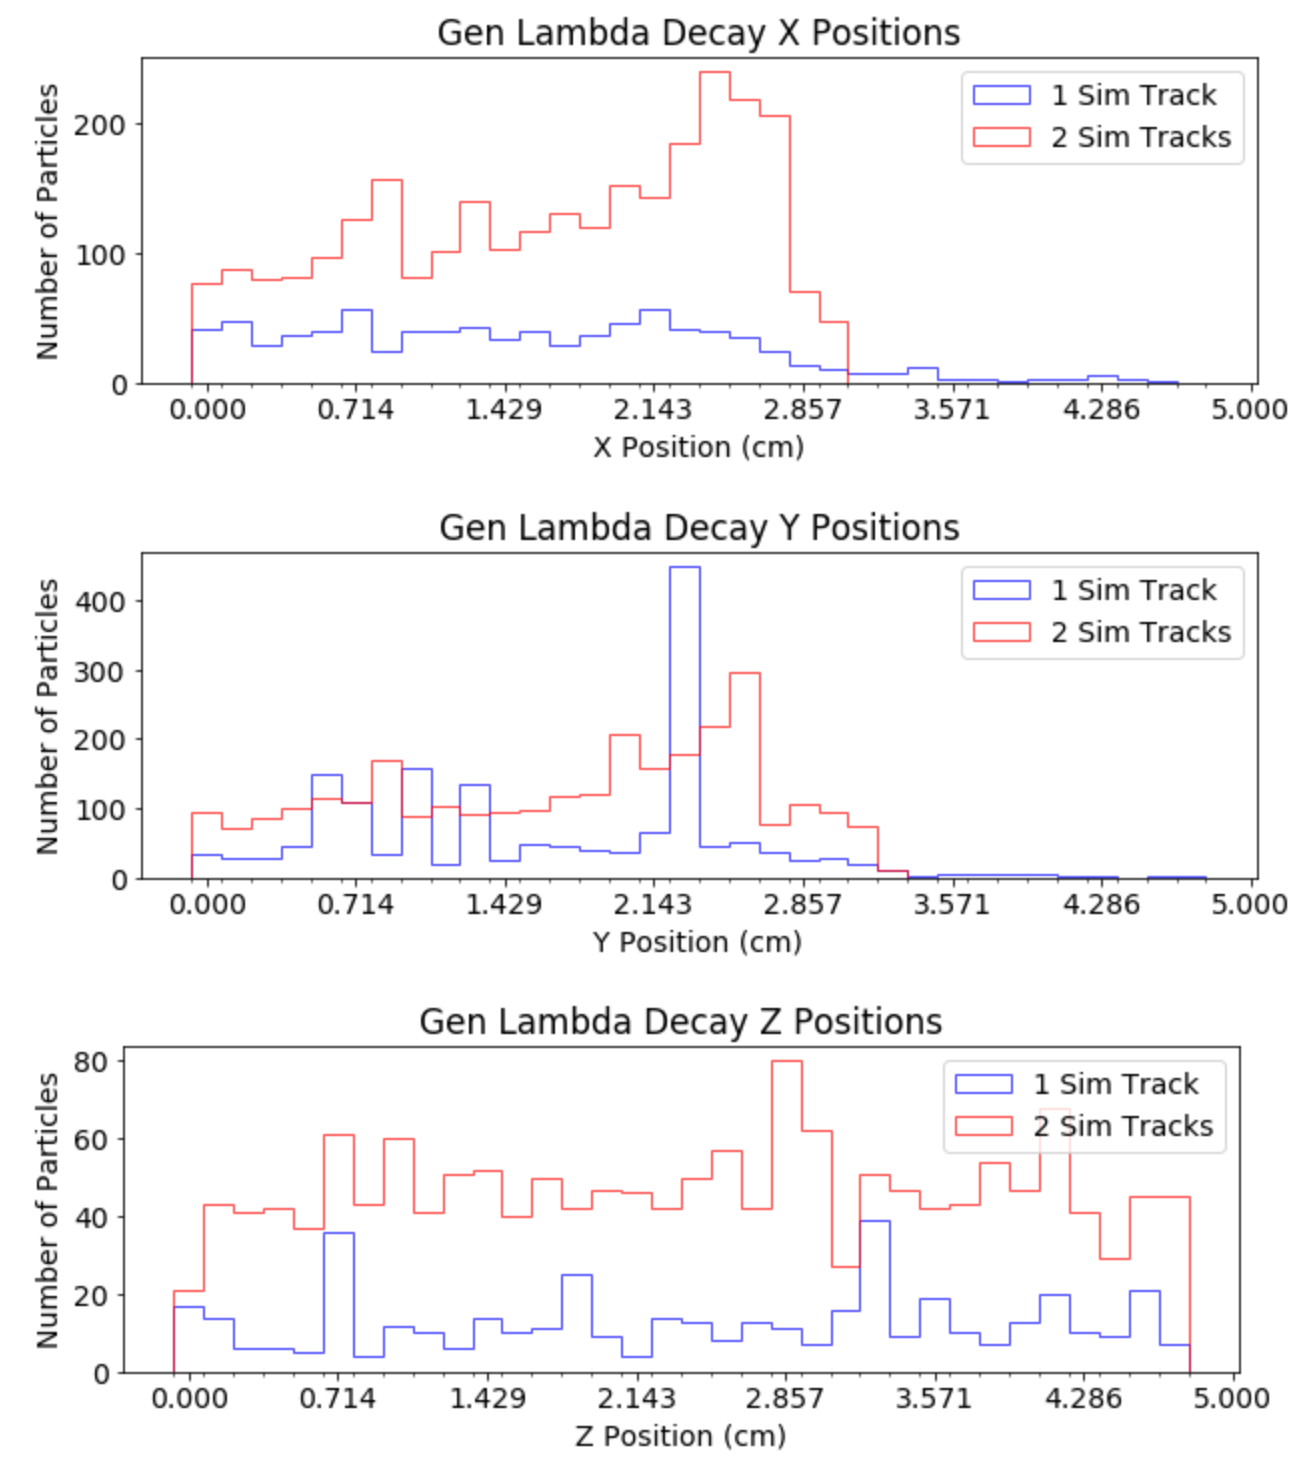 Gen Lambda Decay X Positions
Number of Particles
200
100
0
1 Sim Track
2 Sim Tracks
0.000 0.714 1.429 2.143 2.857 3.571 4.286 5.000
X Position (cm)
Gen Lambda Decay Y Positions
Number of Particles
400
300
200
100
0
1 Sim Track
2 Sim Tracks
0.000 0.714 1.429 2.143 2.857 3.571 4.286 5.000
Y Position (cm)
Gen Lambda Decay Z Positions
Number of Particles
80
60
40
20
0
1 Sim Track
2 Sim Tracks
0.000 0.714 1.429 2.143 2.857 3.571 4.286 5.000
Z Position (cm)